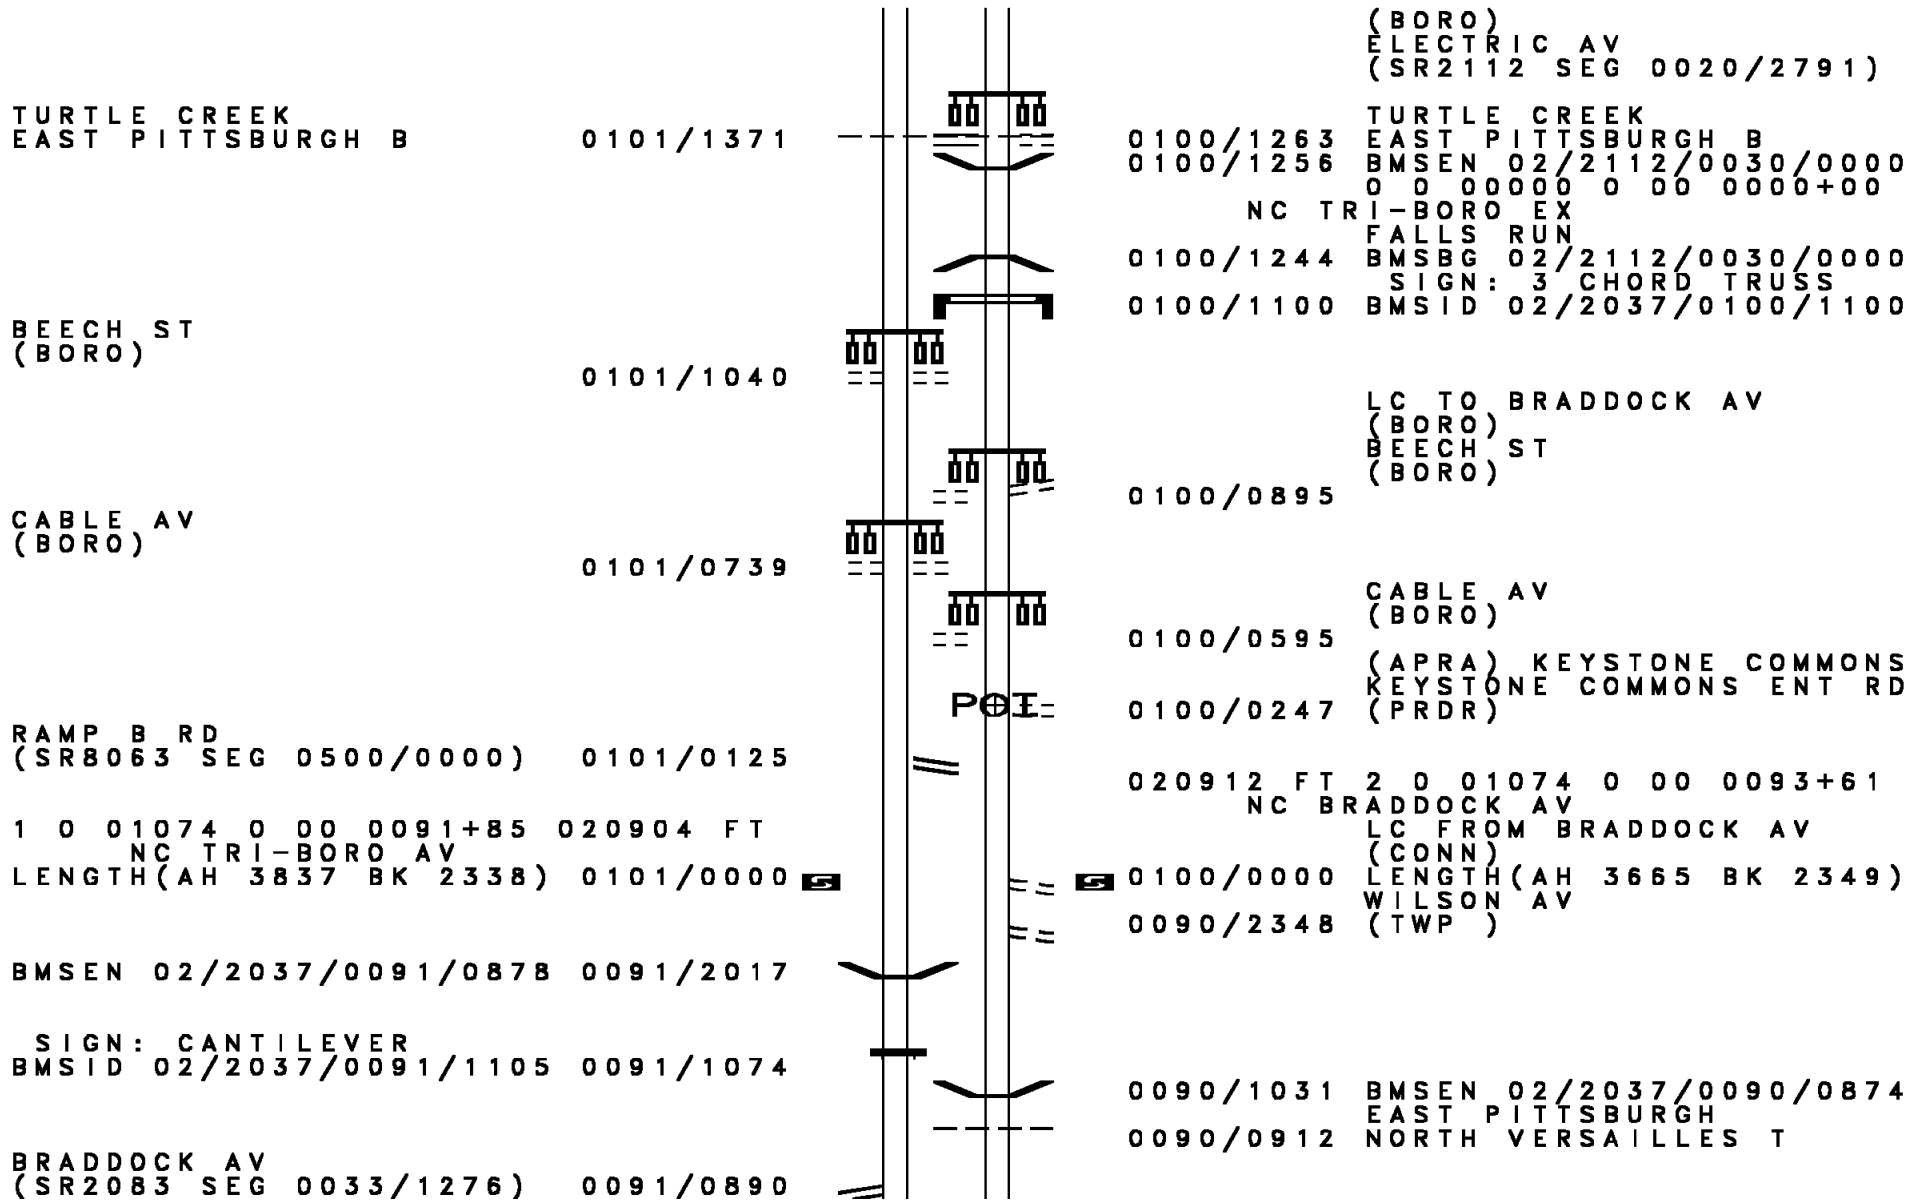 (BORO)
ELECTRIC AV
(SR2112 SEG 0020/2791)
TURTLE CREEK
EAST PITTSBURGH B 0101/1371
TURTLE CREEK
0100/1263 EAST PITTSBURGH B
0100/1256 BMSEN 02/2112/0030/0000
0 0 00000 0 00 0000+00
NC TRI-BORO EX
FALLS RUN
0100/1244 BMSBG 02/2112/0030/0000
SIGN: 3 CHORD TRUSS
0100/1100 BMSID 02/2037/0100/1100
BEECH ST
(BORO)
0101/1040
LC TO BRADDOCK AV
(BORO)
BEECH ST
(BORO)
0100/0895
CABLE AV
(BORO)
0101/0739
CABLE AV
(BORO)
0100/0595
(APRA) KEYSTONE COMMONS
KEYSTONE COMMONS ENT RD
POI 0100/0247 (PRDR)
RAMP B RD
(SR8063 SEG 0500/0000) 0101/0125
020912 FT 2 0 01074 0 00 0093+61
NC BRADDOCK AV
1 0 01074 0 00 0091+85 020904 FT
NC TRI-BORO AV
LENGTH(AH 3837 BK 2338) 0101/0000 S
LC FROM BRADDOCK AV
(CONN)
S 0100/0000 LENGTH(AH 3665 BK 2349)
WILSON AV
0090/2348 (TWP )
BMSEN 02/2037/0091/0878 0091/2017
SIGN: CANTILEVER
BMSID 02/2037/0091/1105 0091/1074
0090/1031 BMSEN 02/2037/0090/0874
EAST PITTSBURGH
0090/0912 NORTH VERSAILLES T
BRADDOCK AV
(SR2083 SEG 0033/1276) 0091/0890